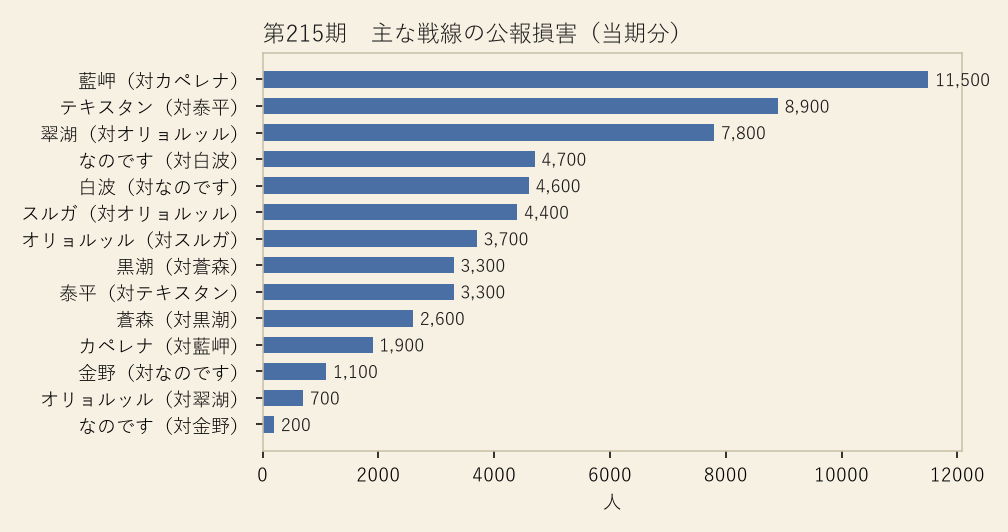 第215期　主な戦線の公報損害（当期分）
藍岬（対カペレナ） 11,500
テキスタン（対泰平） 8,900
翠湖（対オリョルッル） 7,800
なのです（対白波） 4,700
白波（対なのです） 4,600
スルガ（対オリョルッル） 4,400
オリョルッル（対スルガ） 3,700
黒潮（対蒼森） 3,300
泰平（対テキスタン） 3,300
蒼森（対黒潮） 2,600
カペレナ（対藍岬） 1,900
金野（対なのです） 1,100
オリョルッル（対翠湖） 700
なのです（対金野） 200
0 2000 4000 6000 8000 10000 12000
人